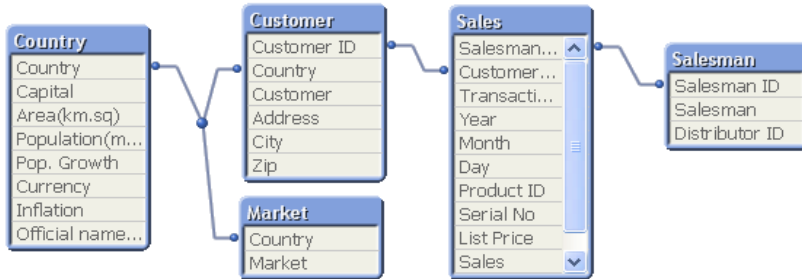 Country
Country
Capital
Area(km.sq)
Population(m...
Pop. Growth
Currency
Inflation
Official name...
Customer
Customer ID
Country
Customer
Address
City
Zip
Market
Country
Market
Sales
Salesman...
Customer...
Transacti...
Year
Month
Day
Product ID
Serial No
List Price
Sales
Salesman
Salesman ID
Salesman
Distributor ID